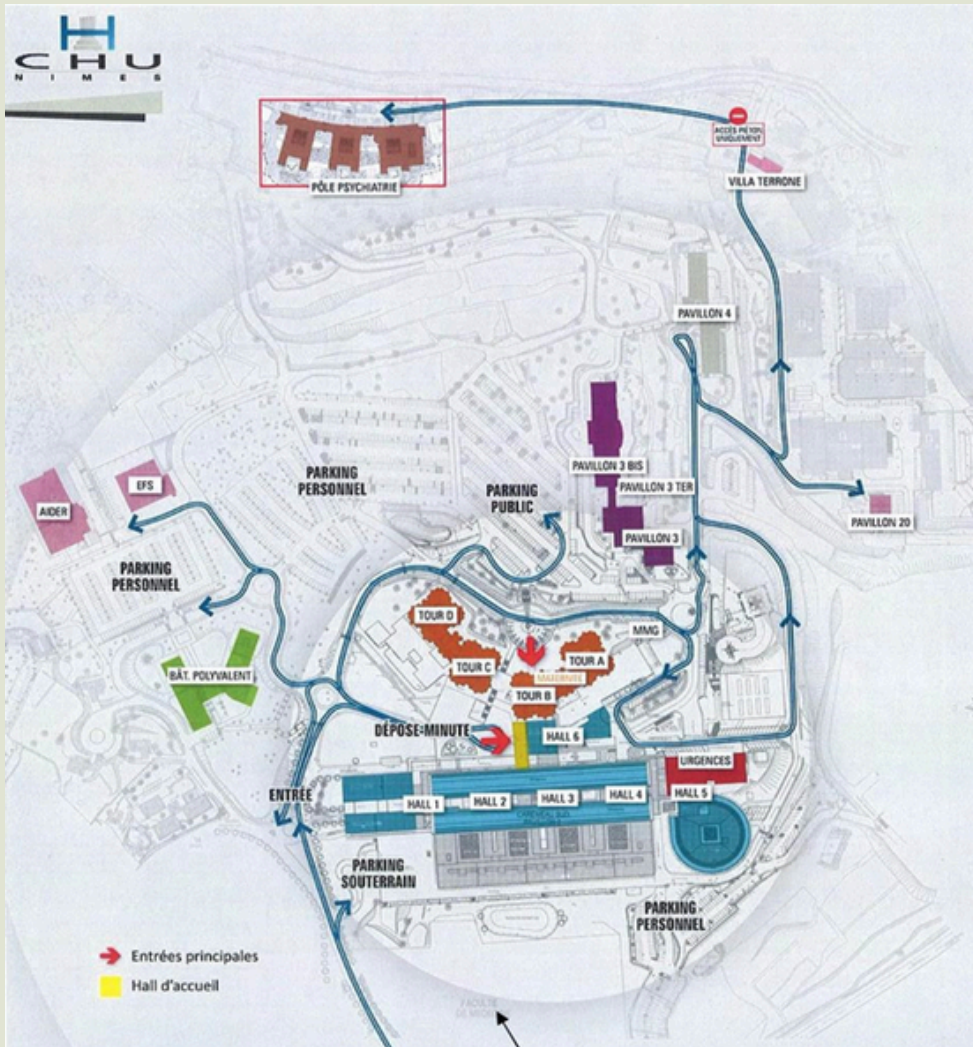 CHU
NIMES
ACCÈS PIÉTON
UNIQUEMENT
PÔLE PSYCHIATRIE
VILLA TERRONE
PAVILLON 4
PARKING
PERSONNEL
PAVILLON 3 BIS
EFS
AIDER
PARKING
PUBLIC
PAVILLON 3 TER
PAVILLON 20
PAVILLON 3
PARKING
PERSONNEL
TOUR D
MMG
TOUR C
TOUR A
BÂT. POLYVALENT
MATERNITE
TOUR B
DÉPOSE-MINUTE
HALL 6
URGENCES
ENTRÉE
HALL 1
HALL 2
HALL 3
HALL 4
HALL 5
PARKING
SOUTERRAIN
PARKING
PERSONNEL
Entrées principales
Hall d'accueil
FACULTÉ